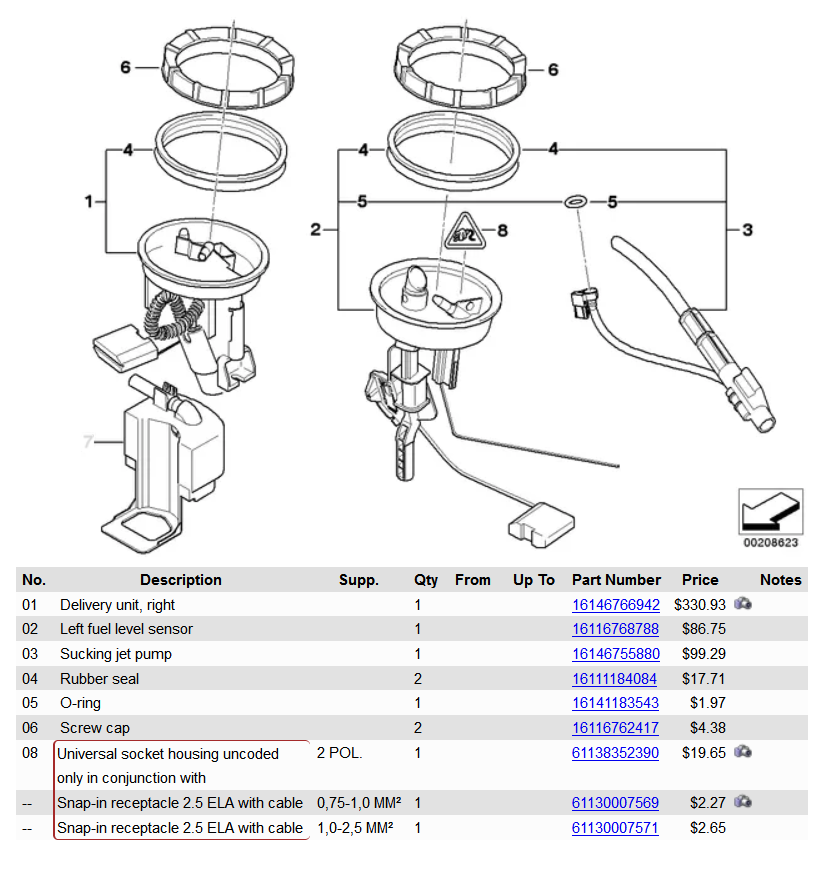 6
6
4
4
4
1
5
5
2
8
3
7
00208623
No. Description Supp. Qty From Up To Part Number Price Notes
01 Delivery unit, right 1 16146766942 $330.93
02 Left fuel level sensor 1 16116768788 $86.75
03 Sucking jet pump 1 16146755880 $99.29
04 Rubber seal 2 16111184084 $17.71
05 O-ring 1 16141183543 $1.97
06 Screw cap 2 16116762417 $4.38
08 Universal socket housing uncoded 2 POL. 1 61138352390 $19.65
only in conjunction with
-- Snap-in receptacle 2.5 ELA with cable 0,75-1,0 MM² 1 61130007569 $2.27
-- Snap-in receptacle 2.5 ELA with cable 1,0-2,5 MM² 1 61130007571 $2.65